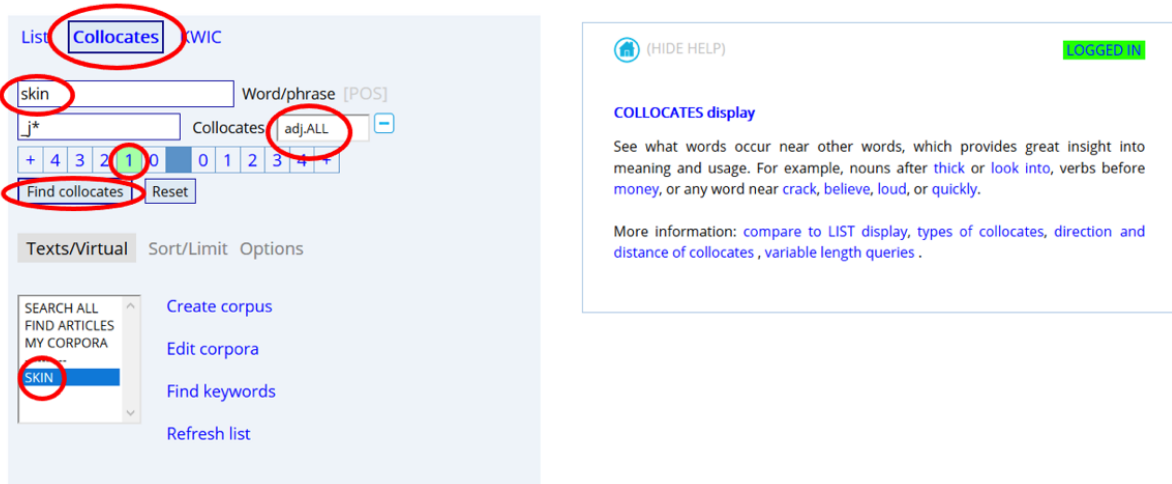 List Collocates KWIC
skin Word/phrase [POS]
_j* Collocates adj.ALL
+ 4 3 2 1 0 0 1 2 3 4 +
Find collocates Reset
Texts/Virtual Sort/Limit Options
SEARCH ALL
FIND ARTICLES
MY CORPORA
-------
SKIN
Create corpus
Edit corpora
Find keywords
Refresh list
(HIDE HELP) LOGGED IN
COLLOCATES display
See what words occur near other words, which provides great insight into
meaning and usage. For example, nouns after thick or look into, verbs before
money, or any word near crack, believe, loud, or quickly.
More information: compare to LIST display, types of collocates, direction and
distance of collocates , variable length queries .